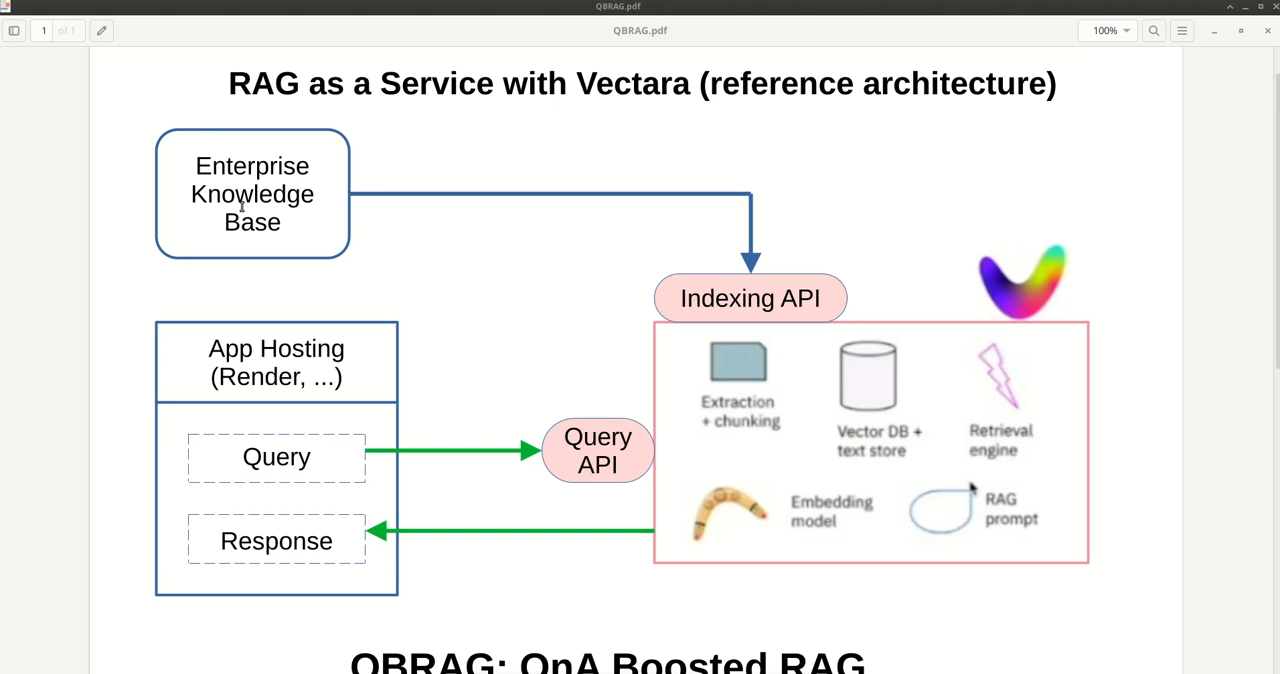 QBRAG.pdf
1 of 1
QBRAG.pdf
100%
RAG as a Service with Vectara (reference architecture)
Enterprise
Knowledge
Base
Indexing API
App Hosting
(Render, ...)
Extraction
+ chunking
Vector DB +
text store
Retrieval
engine
Query
Query
API
Embedding
model
RAG
prompt
Response
QBRAG: QnA Boosted RAG